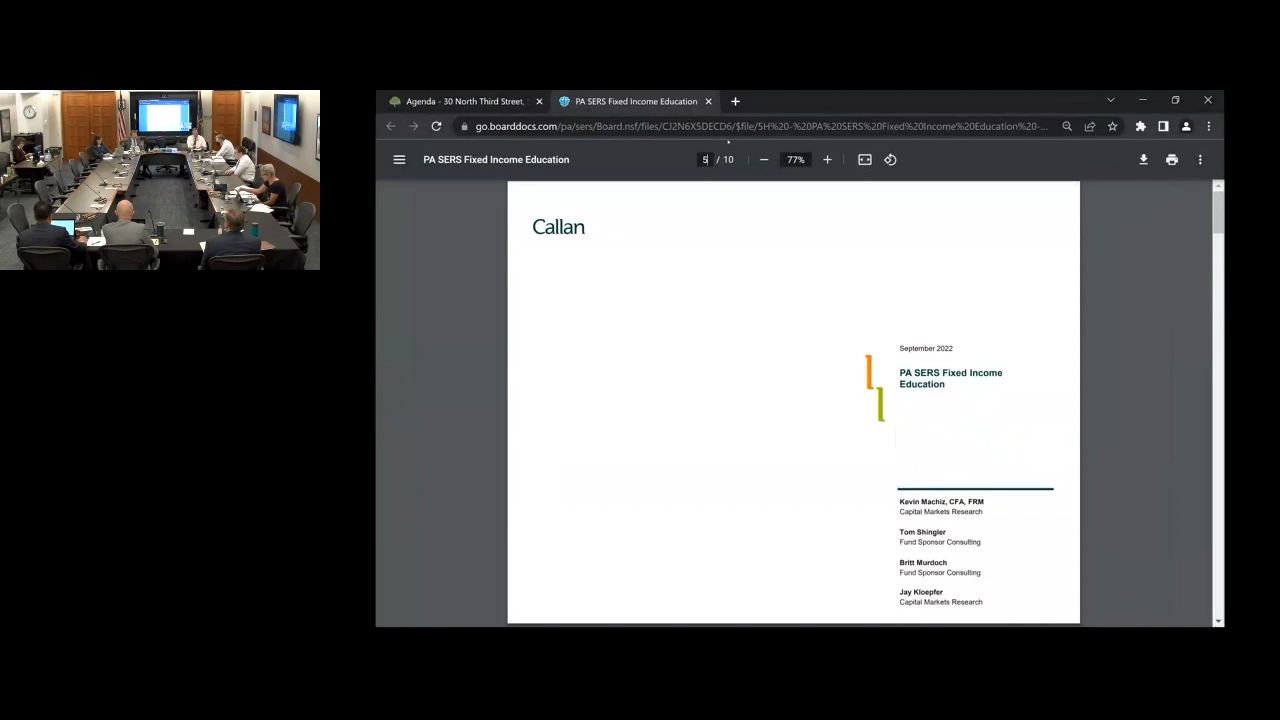 Agenda - 30 North Third Street,
PA SERS Fixed Income Education
go.boarddocs.com/pa/sers/Board.nsf/files/CJ2N6X5DECD6/$file/5H%20-%20PA%20SERS%20Fixed%20Income%20Education%20-...
PA SERS Fixed Income Education
5 / 10
77%
Callan
September 2022
PA SERS Fixed Income
Education
Kevin Machiz, CFA, FRM
Capital Markets Research
Tom Shingler
Fund Sponsor Consulting
Britt Murdoch
Fund Sponsor Consulting
Jay Kloepfer
Capital Markets Research